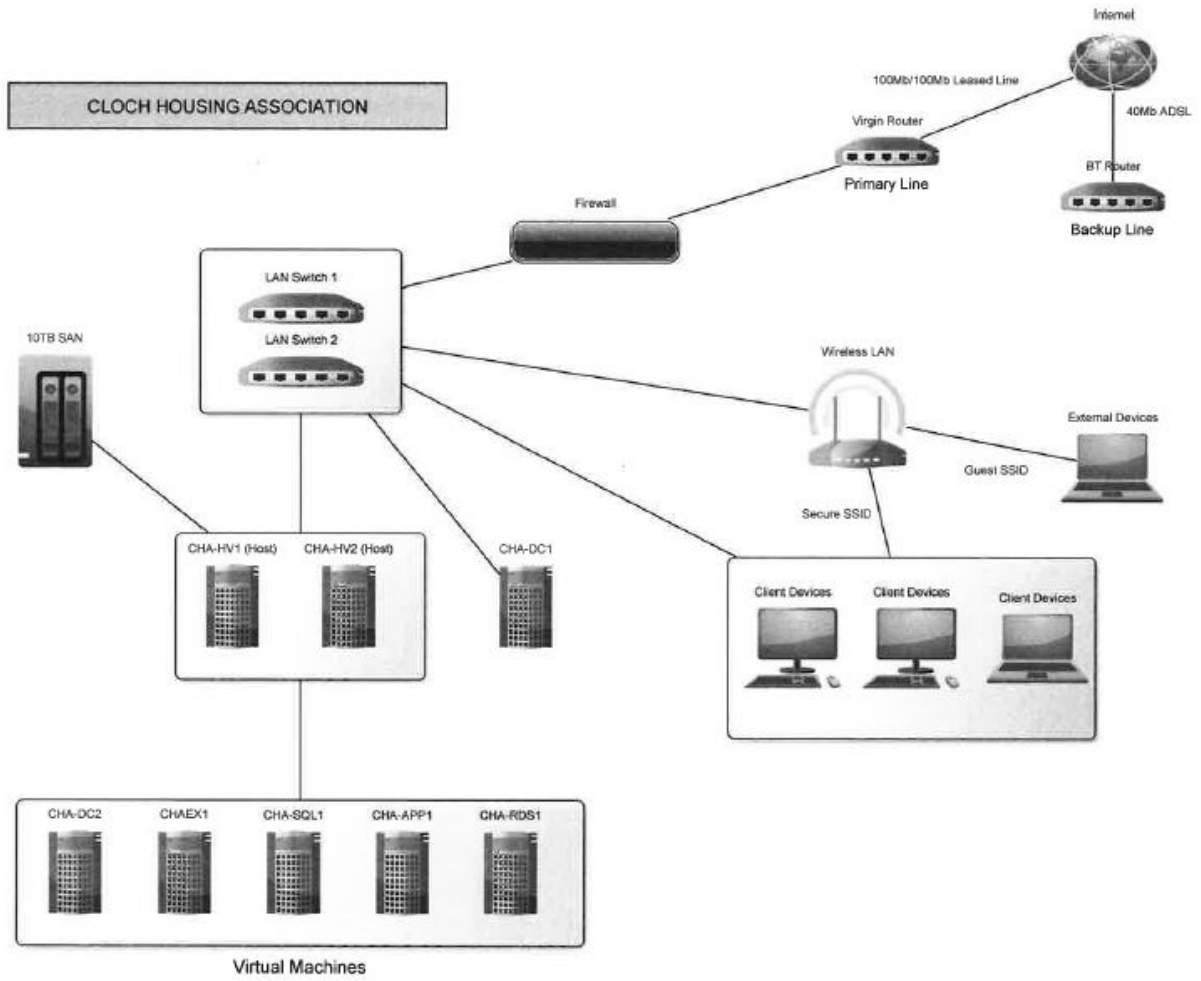 Internet
CLOCH HOUSING ASSOCIATION
100Mb/100Mb Leased Line
40Mb ADSL
Virgin Router
Primary Line
BT Router
Backup Line
Firewall
LAN Switch 1
LAN Switch 2
10TB SAN
Wireless LAN
External Devices
Guest SSID
Secure SSID
CHA-HV1 (Host)
CHA-HV2 (Host)
CHA-DC1
Client Devices
Client Devices
Client Devices
CHA-DC2
CHAEX1
CHA-SQL1
CHA-APP1
CHA-RDS1
Virtual Machines